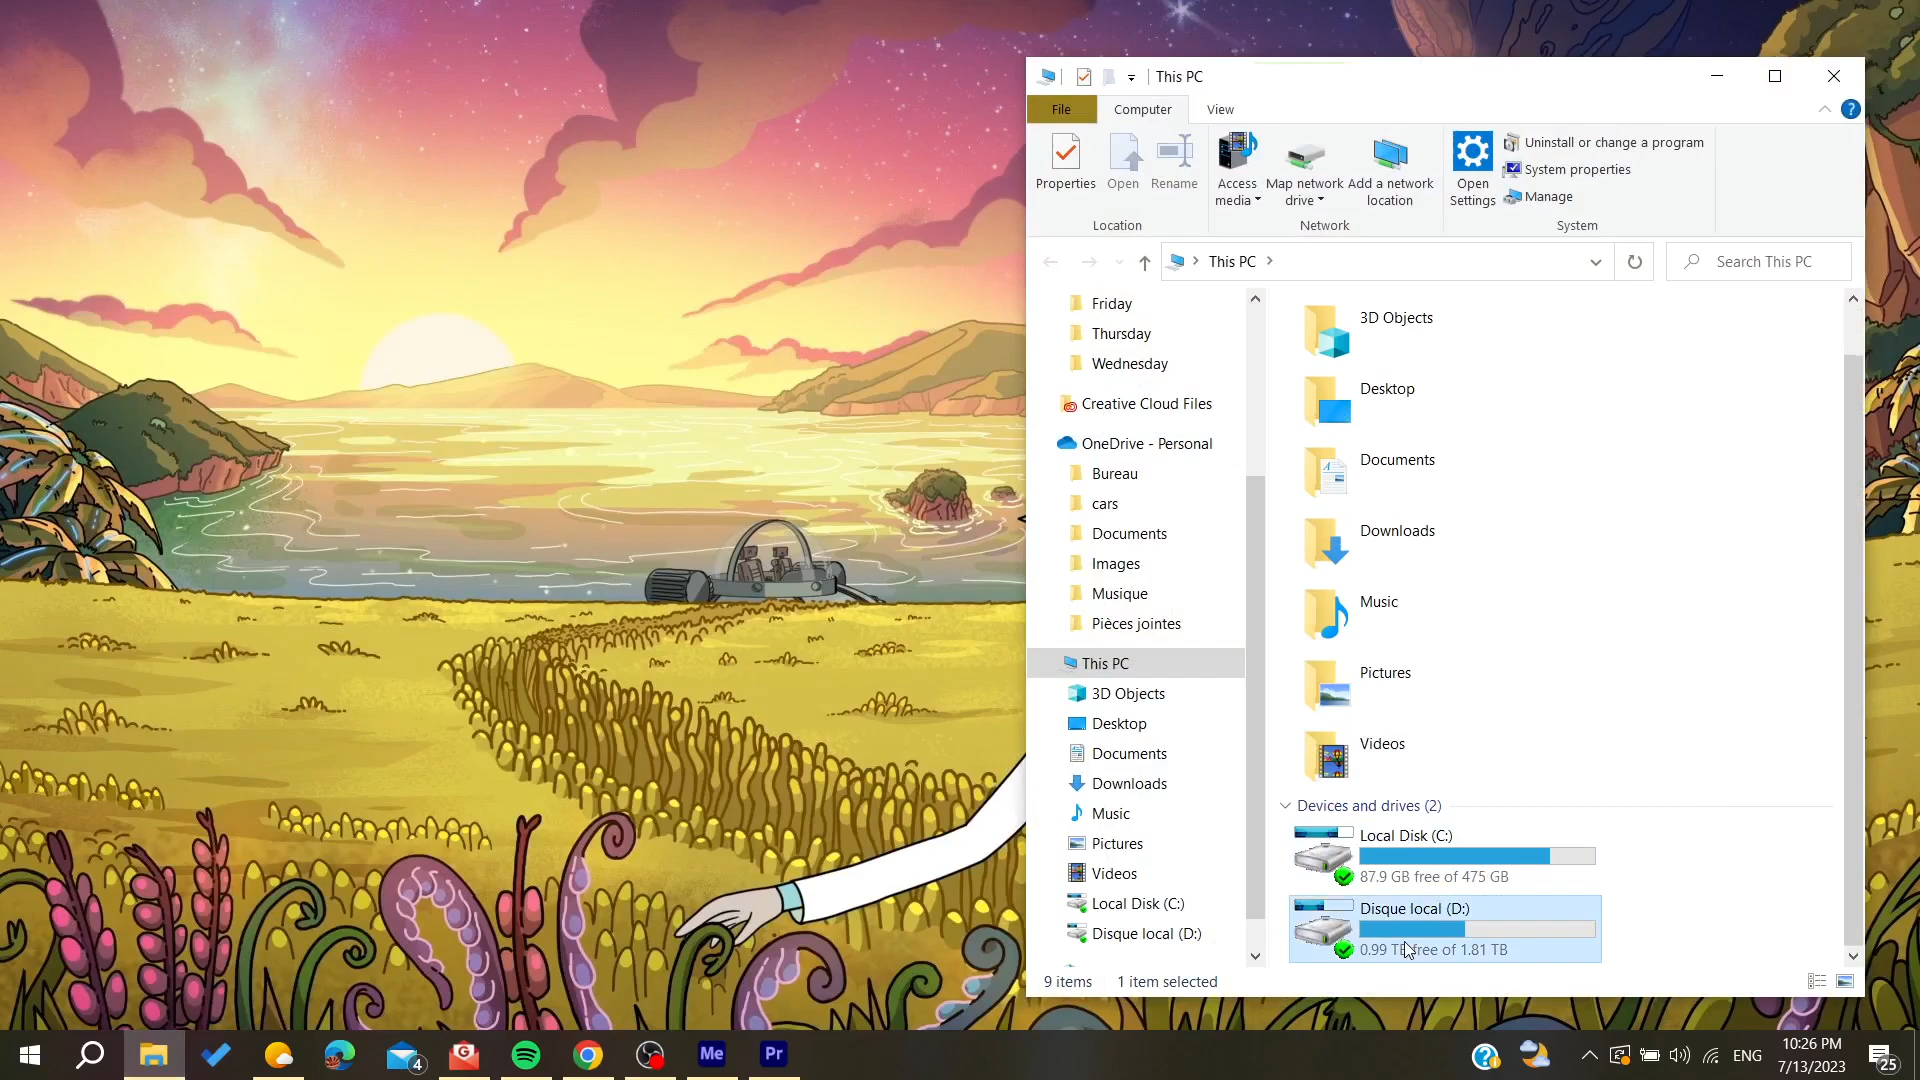 This PC
File
Computer
View
?
Properties
Open
Rename
Access media
Map network drive
Add a network location
Open Settings
Uninstall or change a program
System properties
Manage
Location
Network
System
This PC
Search This PC
Friday
Thursday
Wednesday
Creative Cloud Files
OneDrive - Personal
Bureau
cars
Documents
Images
Musique
Pièces jointes
This PC
3D Objects
Desktop
Documents
Downloads
Music
Pictures
Videos
Local Disk (C:)
Disque local (D:)
3D Objects
Desktop
Documents
Downloads
Music
Pictures
Videos
Devices and drives (2)
Local Disk (C:)
87.9 GB free of 475 GB
Disque local (D:)
0.99 TB free of 1.81 TB
9 items
1 item selected
4
G
Me
Pr
?
ENG
10:26 PM
7/13/2023
25